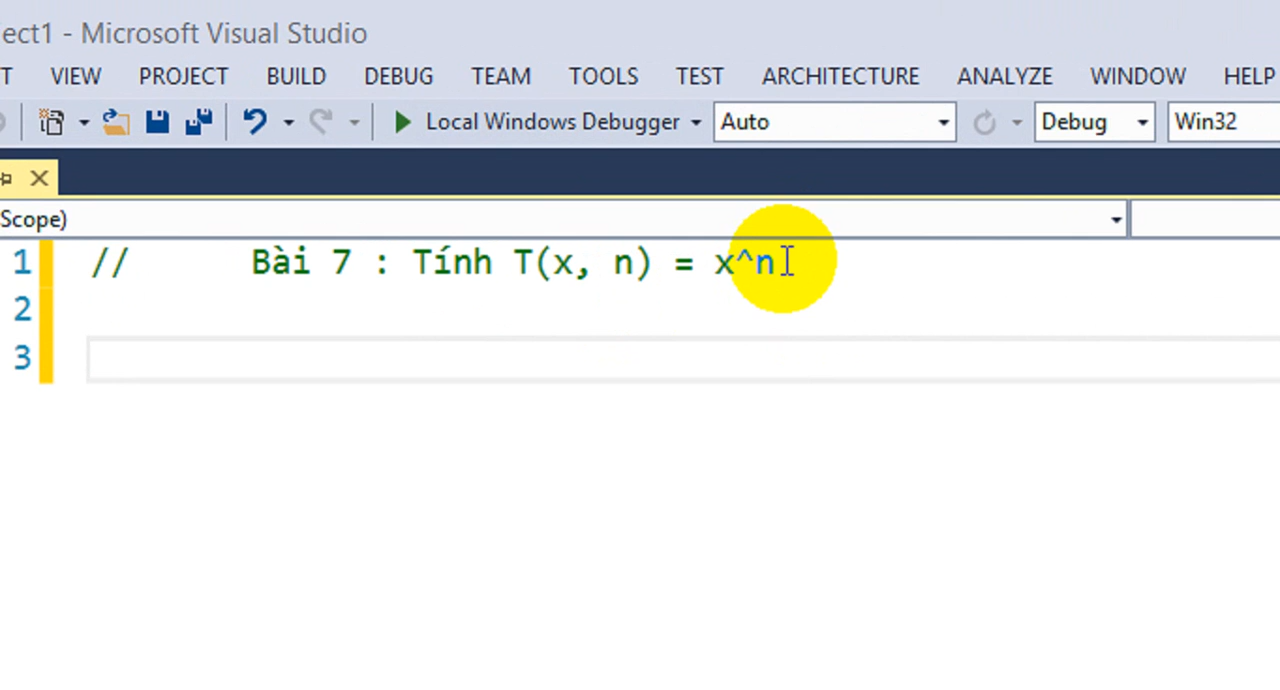 ect1 - Microsoft Visual Studio
T VIEW PROJECT BUILD DEBUG TEAM TOOLS TEST ARCHITECTURE ANALYZE WINDOW HELP
Local Windows Debugger Auto Debug Win32
Scope)
1 // Bài 7 : Tính T(x, n) = x^n
2
3